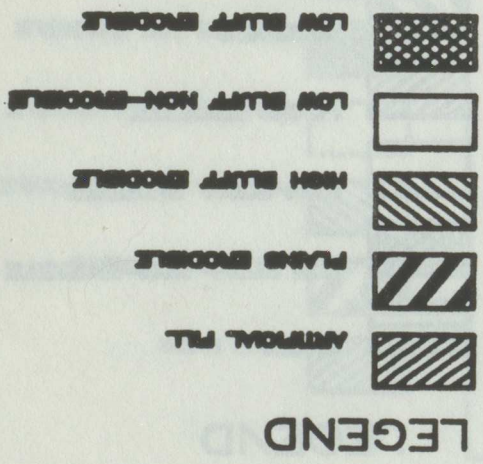 LEGEND
ARTIFICIAL FILL
PLAINS ERODIBLE
HIGH BLUFF ERODIBLE
LOW BLUFF NON-ERODIBLE
LOW BLUFF ERODIBLE